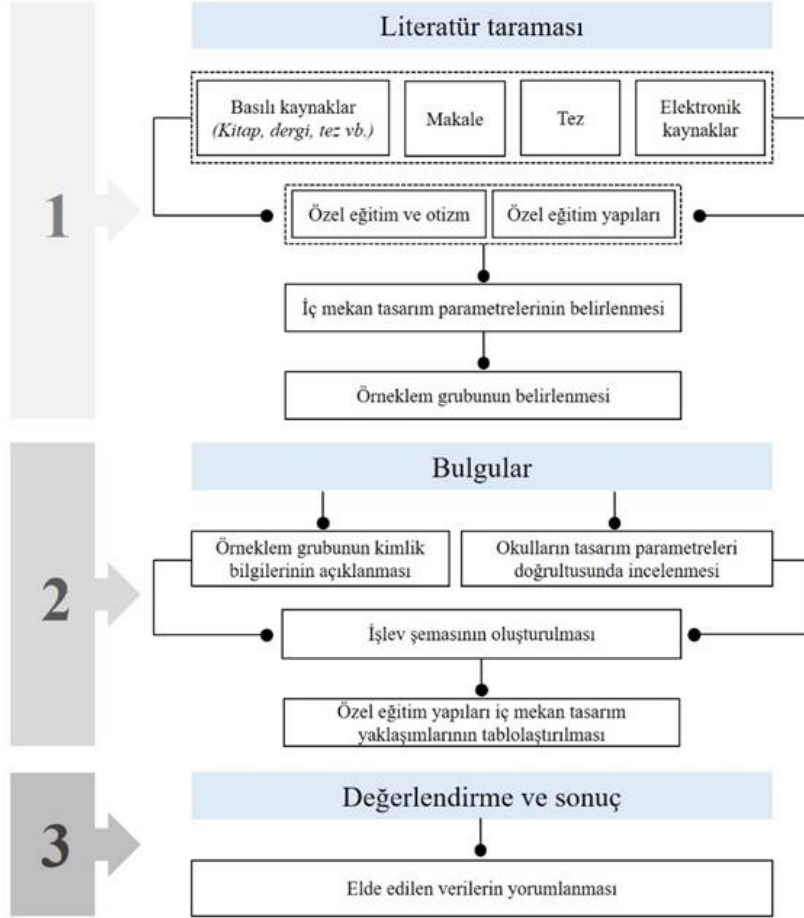 Literatür taraması
Basılı kaynaklar
(Kitap, dergi, tez vb.)
Makale
Tez
Elektronik
kaynaklar
1
Özel eğitim ve otizm
Özel eğitim yapıları
İç mekan tasarım parametrelerinin belirlenmesi
Örneklem grubunun belirlenmesi
Bulgular
Örneklem grubunun kimlik
bilgilerinin açıklanması
Okulların tasarım parametreleri
doğrultusunda incelenmesi
2
İşlev şemasının oluşturulması
Özel eğitim yapıları iç mekan tasarım
yaklaşımlarının tablolaştırılması
Değerlendirme ve sonuç
3
Elde edilen verilerin yorumlanması